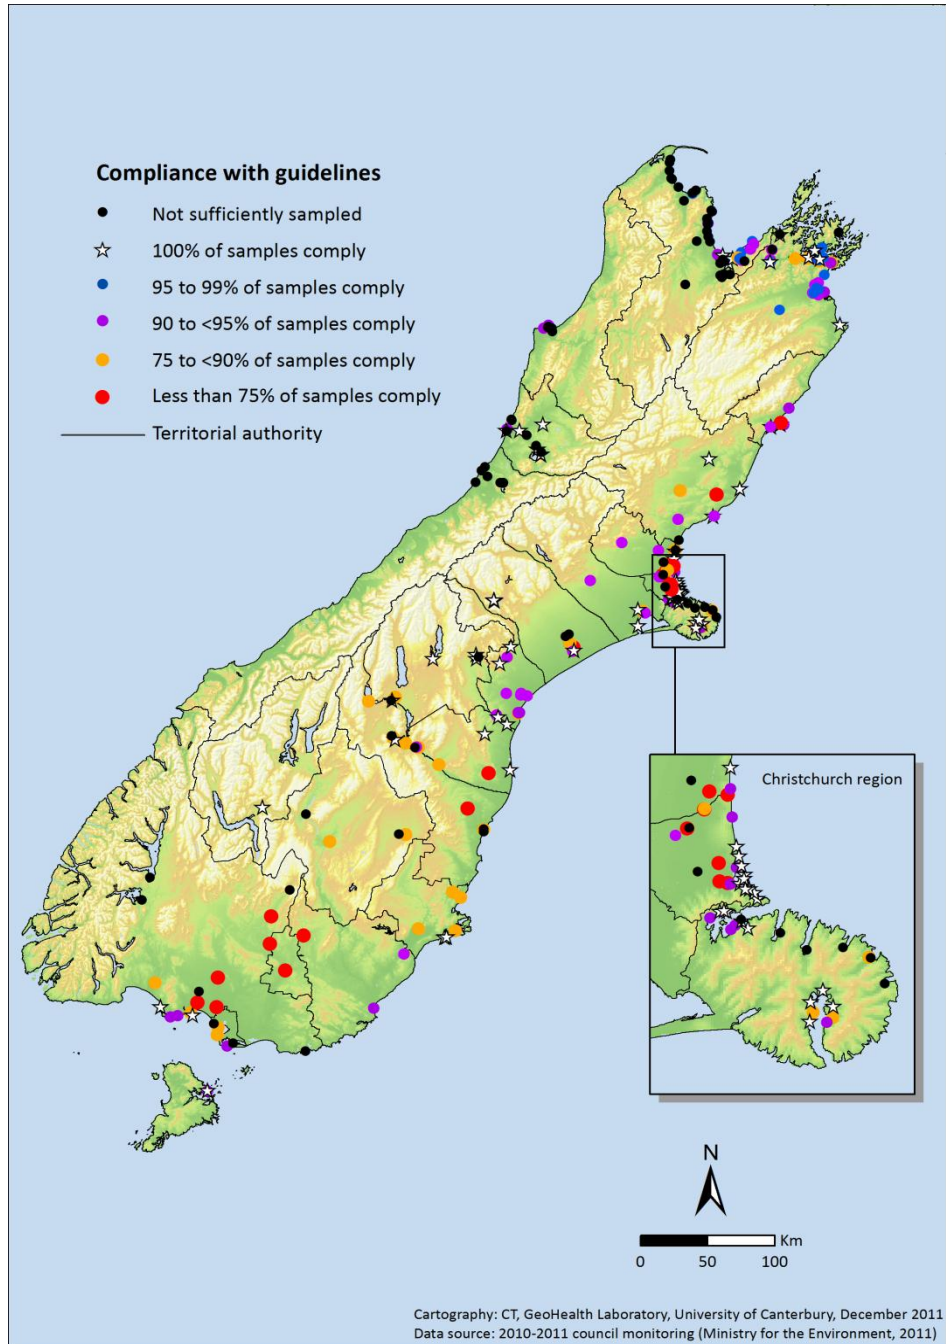 Compliance with guidelines
Not sufficiently sampled
100% of samples comply
95 to 99% of samples comply
90 to <95% of samples comply
75 to <90% of samples comply
Less than 75% of samples comply
Territorial authority
Christchurch region
N
Km
0 50 100
Cartography: CT, GeoHealth Laboratory, University of Canterbury, December 2011
Data source: 2010-2011 council monitoring (Ministry for the Environment, 2011)